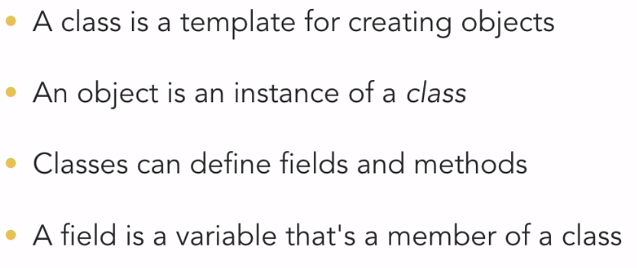 • A class is a template for creating objects
• An object is an instance of a class
• Classes can define fields and methods
• A field is a variable that's a member of a class